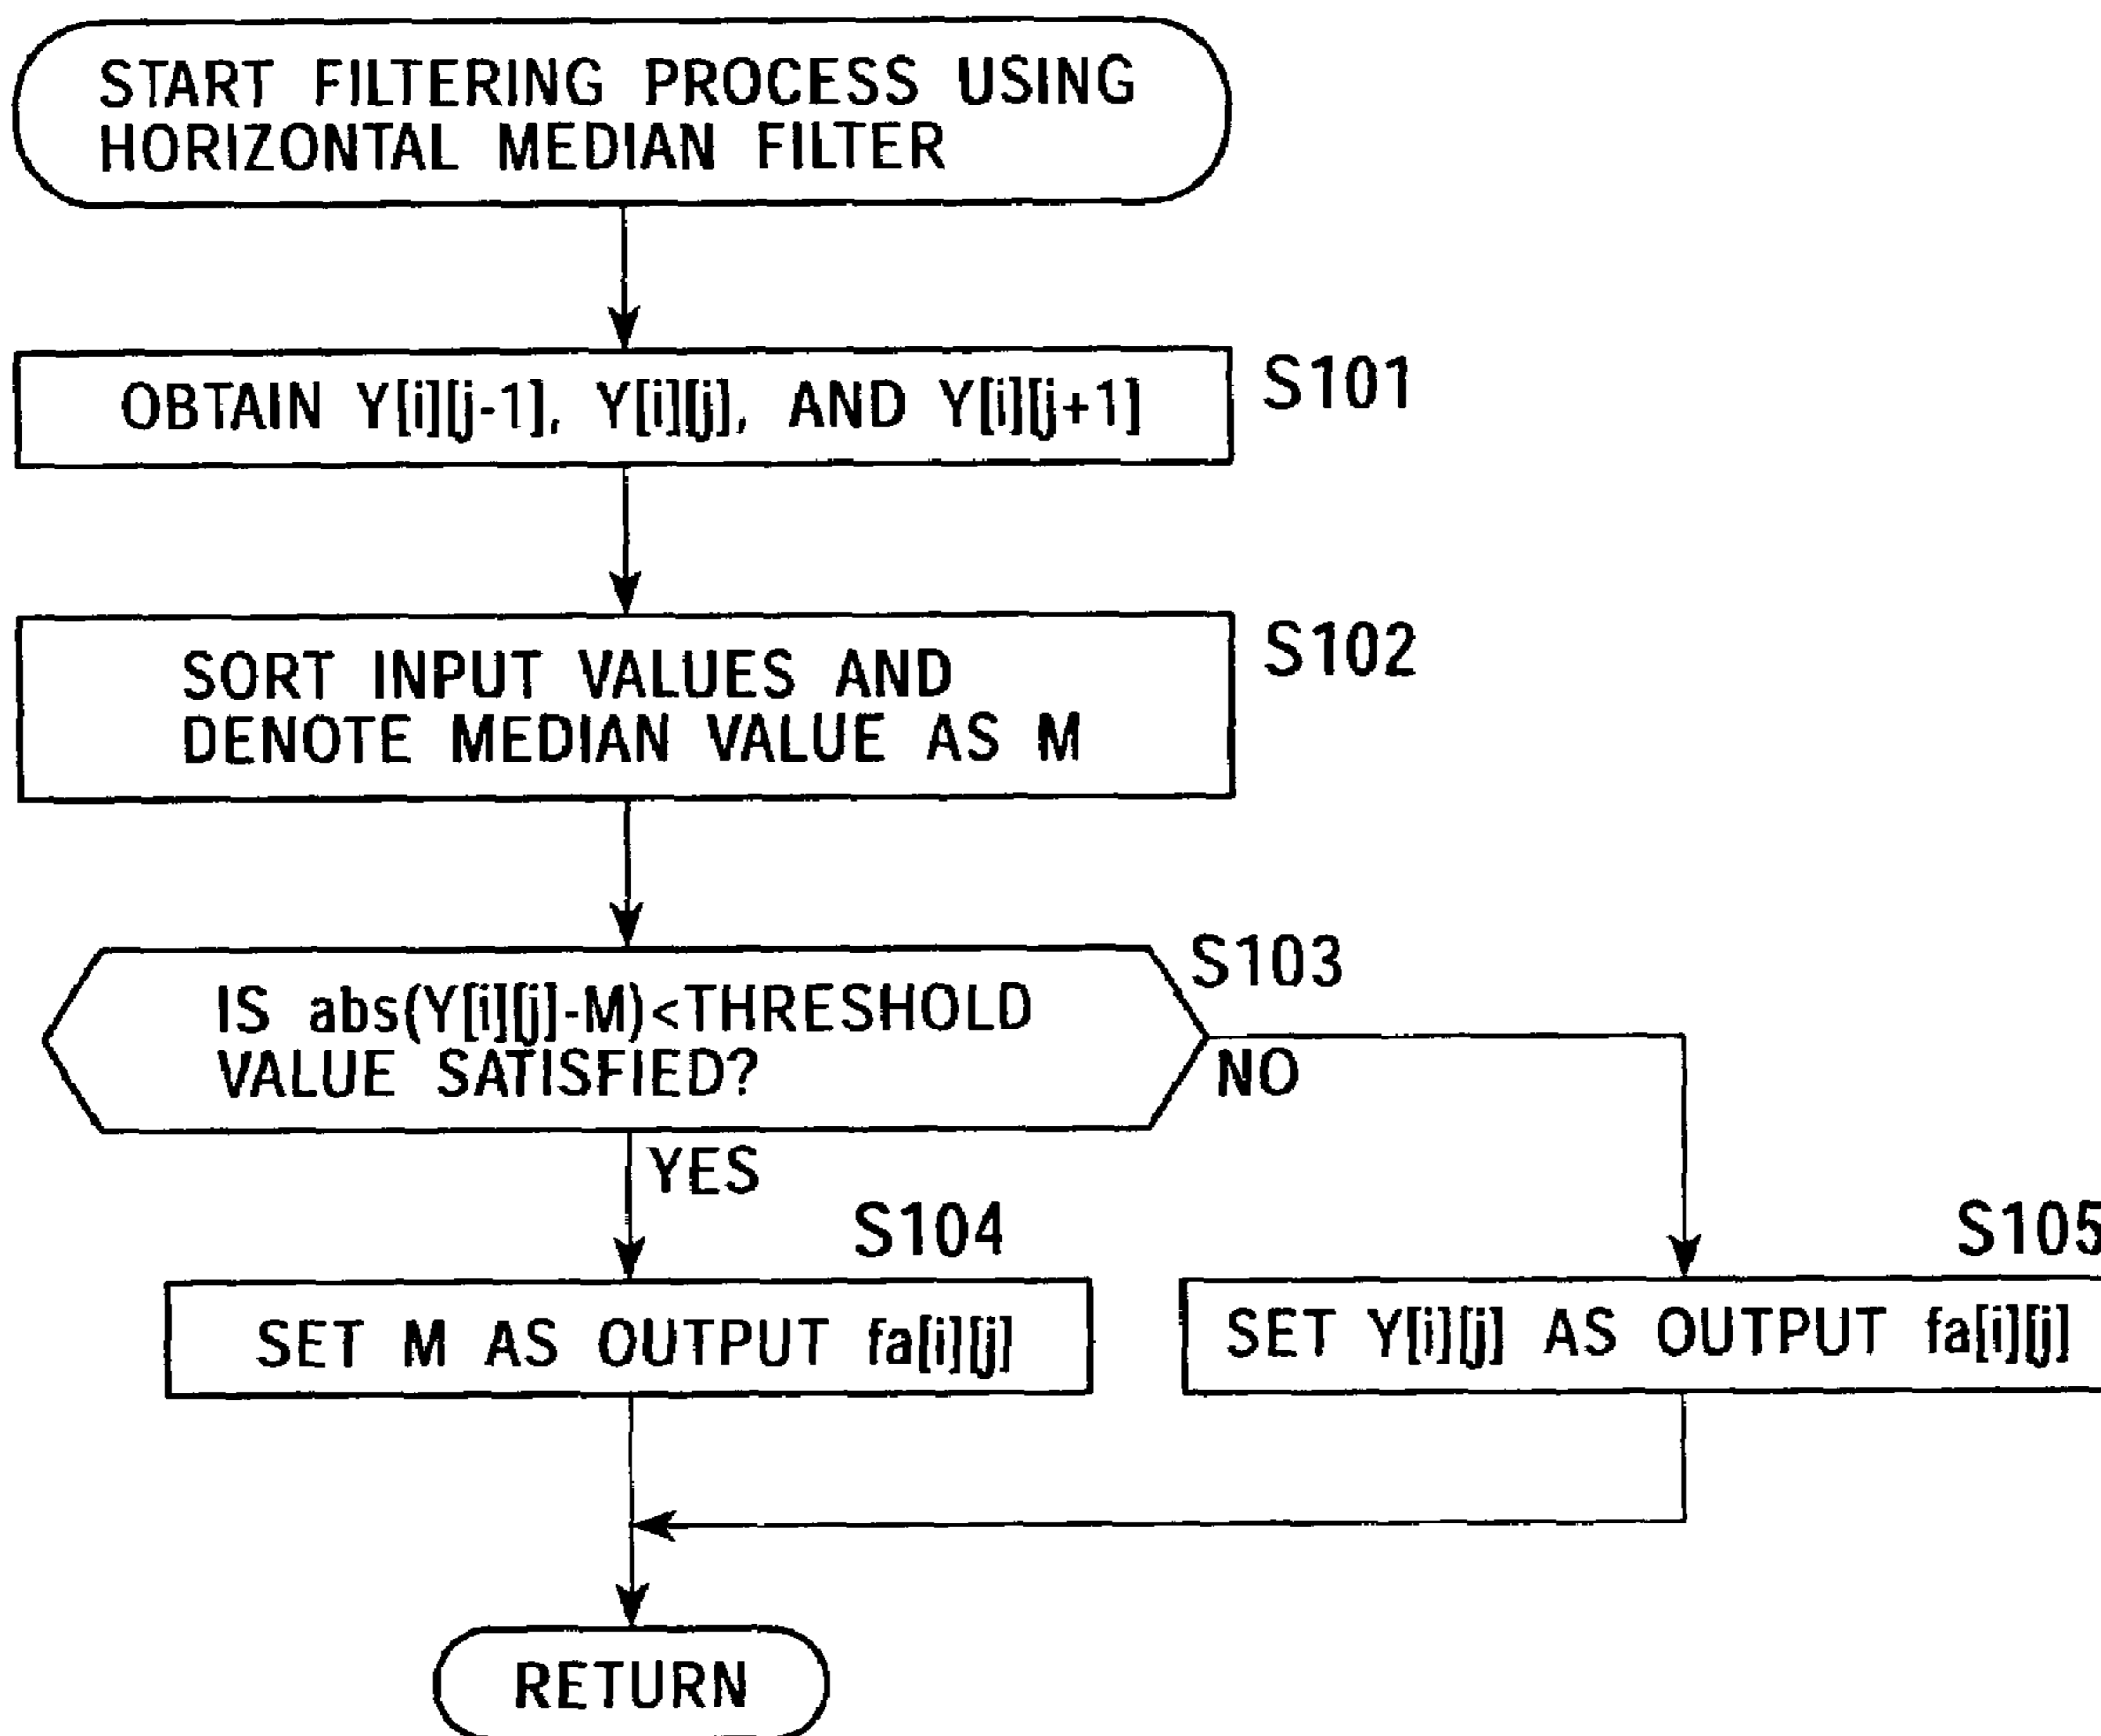 START FILTERING PROCESS USING
HORIZONTAL MEDIAN FILTER
OBTAIN Y[i][j-1], Y[i][j], AND Y[i][j+1]
S101
SORT INPUT VALUES AND
DENOTE MEDIAN VALUE AS M
S102
IS abs(Y[i][j]-M)<THRESHOLD
VALUE SATISFIED?
S103
NO
YES
S104
SET M AS OUTPUT fa[i][j]
S105
SET Y[i][j] AS OUTPUT fa[i][j]
RETURN